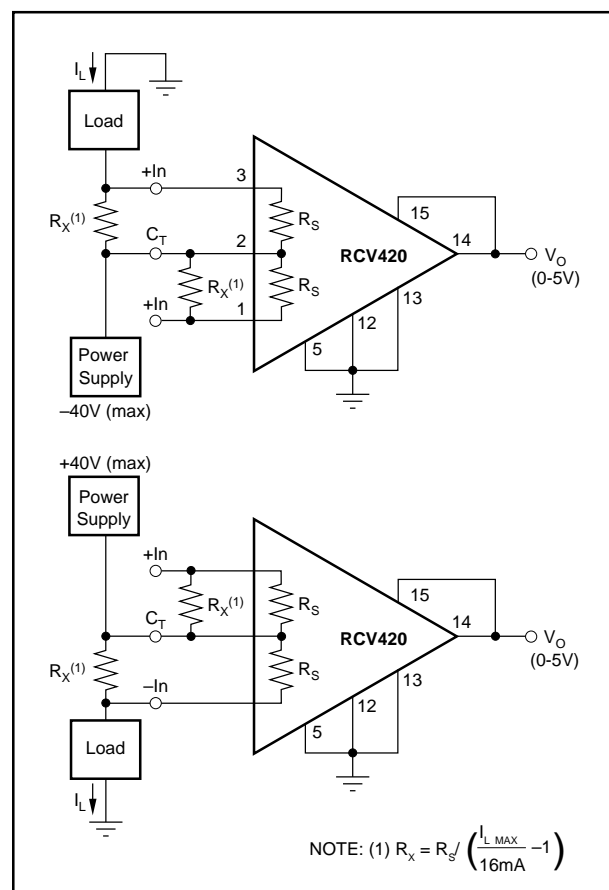 I_L
Load
+In
3
R_X(1)
R_S
15
C_T
2
RCV420
14
V_O
(0-5V)
R_X(1)
R_S
13
+In
1
12
5
Power
Supply
–40V (max)
+40V (max)
Power
Supply
+In
R_X(1)
R_S
15
C_T
RCV420
14
V_O
(0-5V)
R_X(1)
R_S
13
–In
12
5
Load
I_L
NOTE: (1) R_X = R_S/ (I_L MAX/16mA –1)